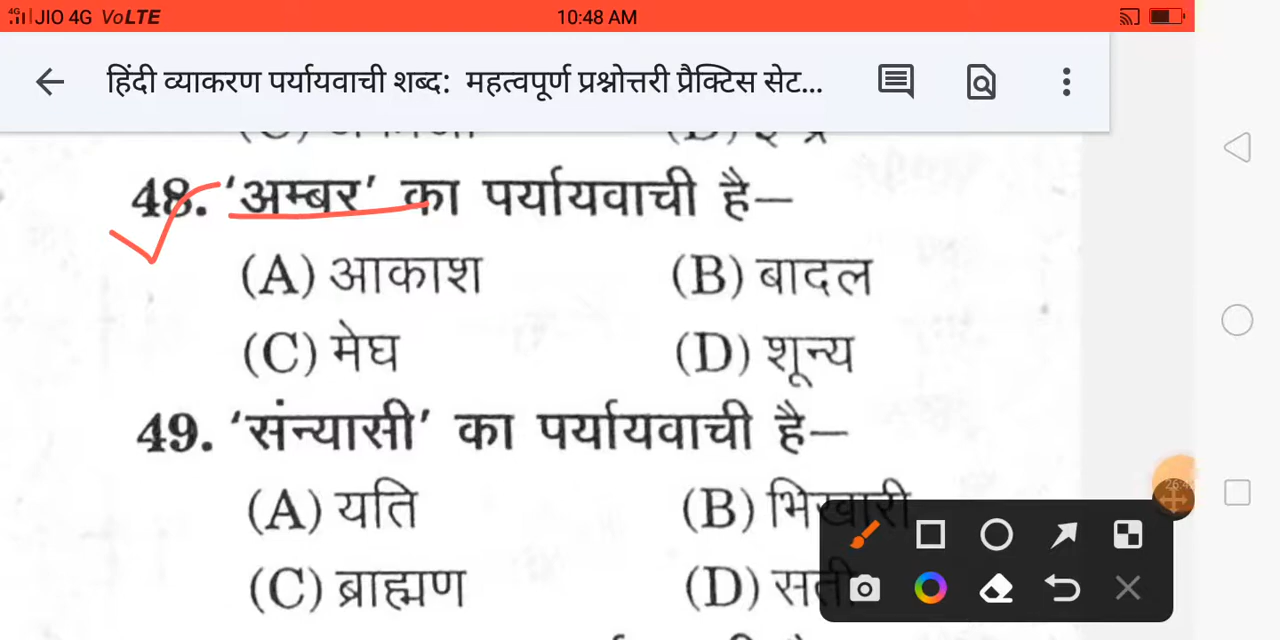 4G JIO 4G VoLTE 10:48 AM
हिंदी व्याकरण पर्यायवाची शब्द: महत्वपूर्ण प्रश्नोत्तरी प्रैक्टिस सेट...
48. 'अम्बर' का पर्यायवाची है—
(A) आकाश (B) बादल
(C) मेघ (D) शून्य
49. 'संन्यासी' का पर्यायवाची है—
(A) यति (B) भिखारी
(C) ब्राह्मण (D) सती